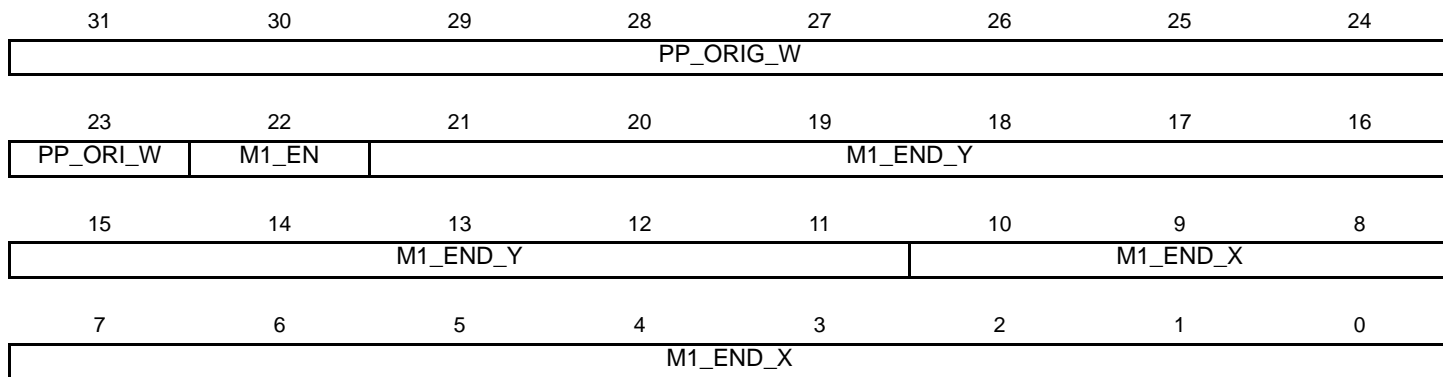 31 30 29 28 27 26 25 24
PP_ORIG_W
23 22 21 20 19 18 17 16
PP_ORI_W M1_EN M1_END_Y
15 14 13 12 11 10 9 8
M1_END_Y M1_END_X
7 6 5 4 3 2 1 0
M1_END_X